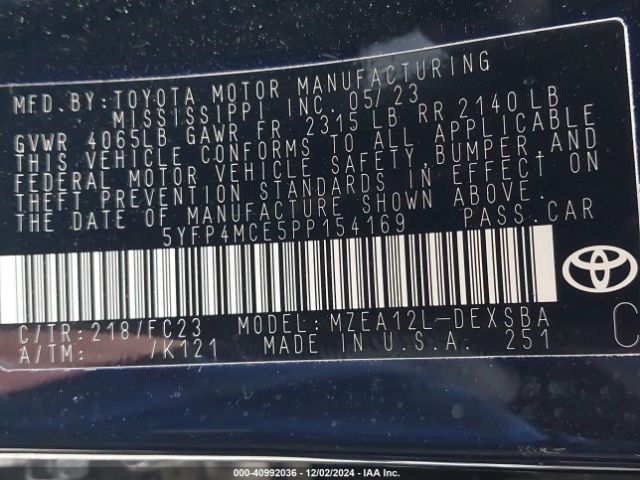 MFD. BY: TOYOTA MOTOR MANUFACTURING
MISSISSIPPI INC. 05/23
GVWR 4065LB GAWR FR 2315 LB RR 2140 LB
THIS VEHICLE CONFORMS TO ALL APPLICABLE
FEDERAL MOTOR VEHICLE SAFETY, BUMPER, AND
THEFT PREVENTION STANDARDS IN EFFECT ON
THE DATE OF MANUFACTURE SHOWN ABOVE.
5YFP4MCE5PP154169 PASS. CAR
C/TR: 218/FC23 MODEL: MZEA12L-DEXSBA
A/TM: /K121 MADE IN U.S.A. 251
C
000-40992036 - 12/02/2024 - IAA Inc.